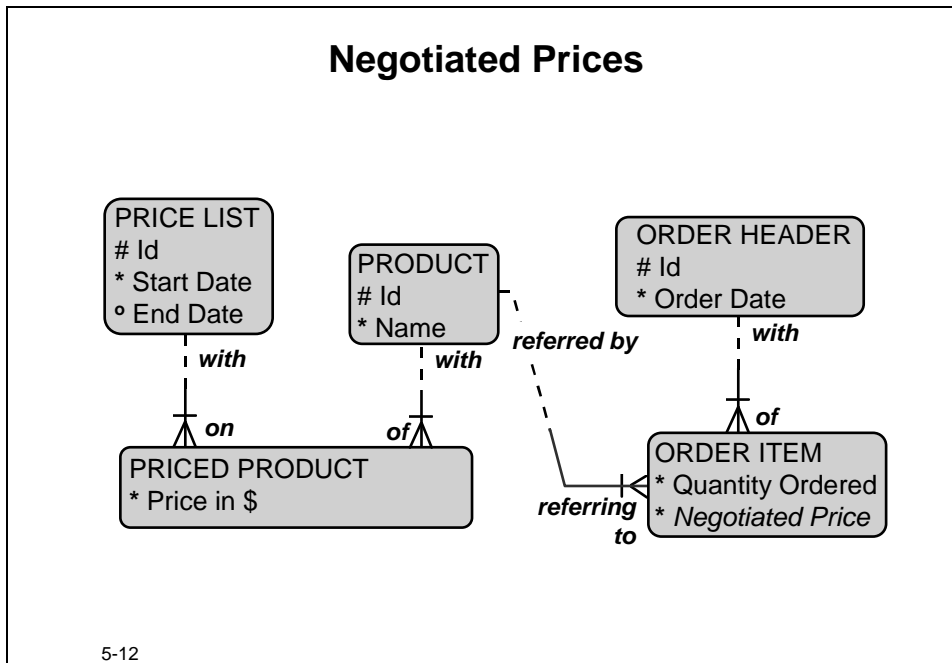 Negotiated Prices
PRICE LIST
# Id
* Start Date
º End Date
with
on
PRODUCT
# Id
* Name
with
of
referred by
ORDER HEADER
# Id
* Order Date
with
of
PRICED PRODUCT
* Price in $
ORDER ITEM
* Quantity Ordered
* Negotiated Price
referring
to
5-12